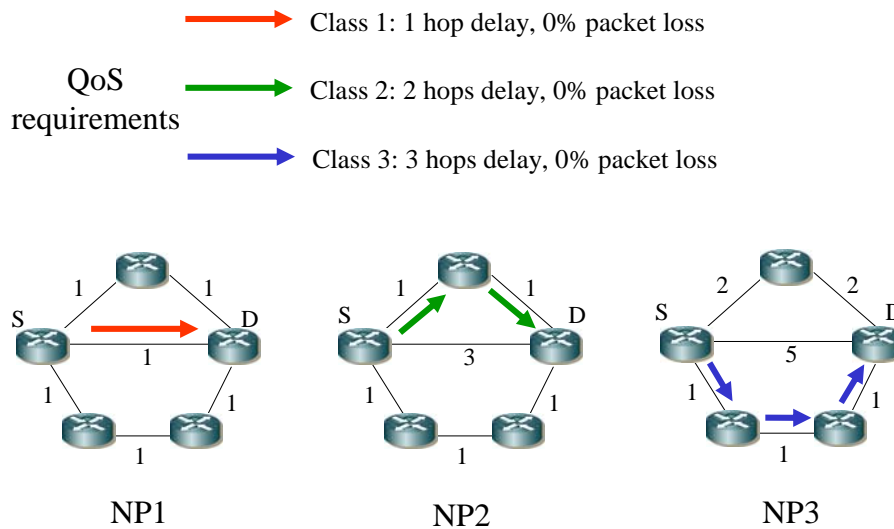 Class 1: 1 hop delay, 0% packet loss
QoS
requirements
Class 2: 2 hops delay, 0% packet loss
Class 3: 3 hops delay, 0% packet loss
1
1
S
D
1
1
1
1
NP1
1
1
S
D
3
1
1
1
NP2
2
2
S
D
5
1
1
1
NP3